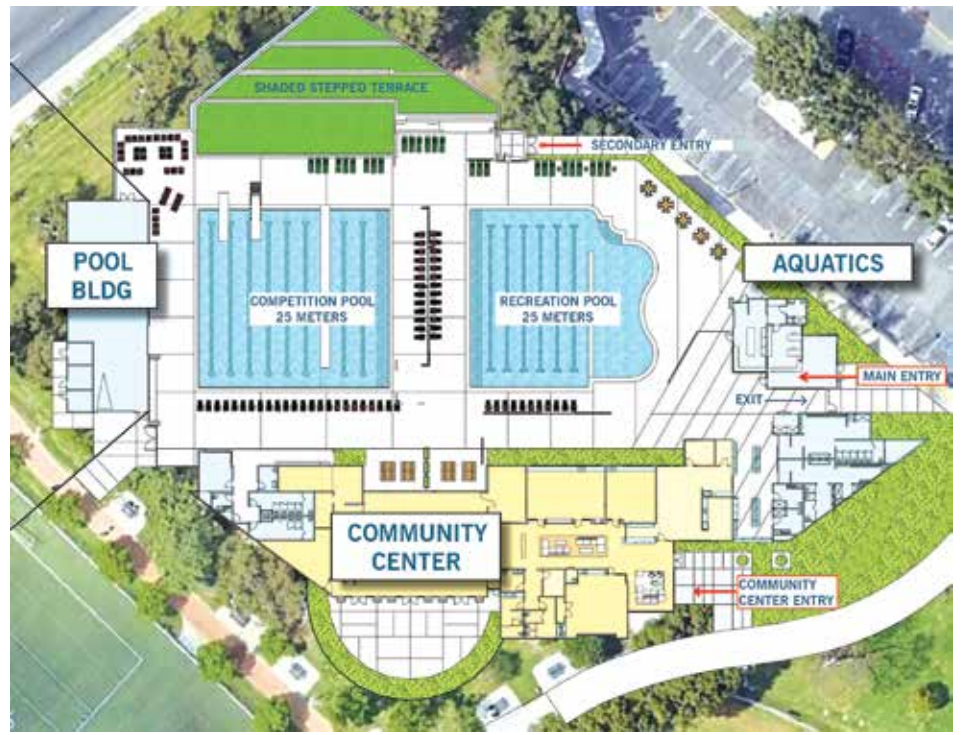 SHADED STEPPED TERRACE
SECONDARY ENTRY
POOL
BLDG
AQUATICS
COMPETITION POOL
25 METERS
RECREATION POOL
25 METERS
MAIN ENTRY
EXIT
COMMUNITY
CENTER
COMMUNITY
CENTER ENTRY